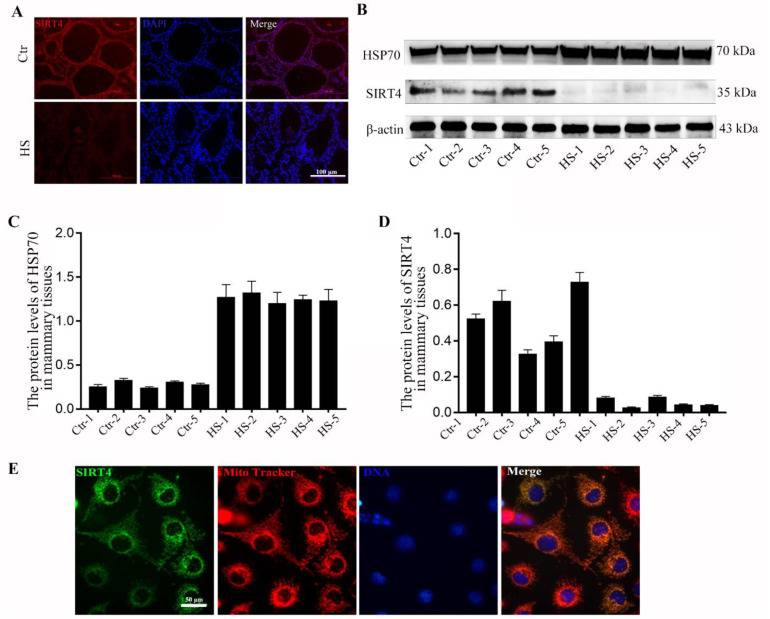 A
SIRT4 DAPI Merge
Ctr
HS
100 μm
B
HSP70 70 kDa
SIRT4 35 kDa
β-actin 43 kDa
Ctr-1 Ctr-2 Ctr-3 Ctr-4 Ctr-5 HS-1 HS-2 HS-3 HS-4 HS-5
C
The protein levels of HSP70
in mammary tissues
2.0
1.5
1.0
0.5
0.0
Ctr-1 Ctr-2 Ctr-3 Ctr-4 Ctr-5 HS-1 HS-2 HS-3 HS-4 HS-5
D
The protein levels of SIRT4
in mammary tissues
1.0
0.8
0.6
0.4
0.2
0.0
Ctr-1 Ctr-2 Ctr-3 Ctr-4 Ctr-5 HS-1 HS-2 HS-3 HS-4 HS-5
E
SIRT4 Mito Tracker DNA Merge
50 μm